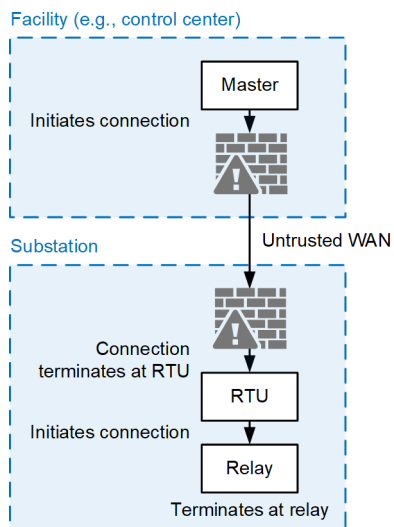 Facility (e.g., control center)
Master
Initiates connection
!
Untrusted WAN
Substation
!
Connection
terminates at RTU
RTU
Initiates connection
Relay
Terminates at relay